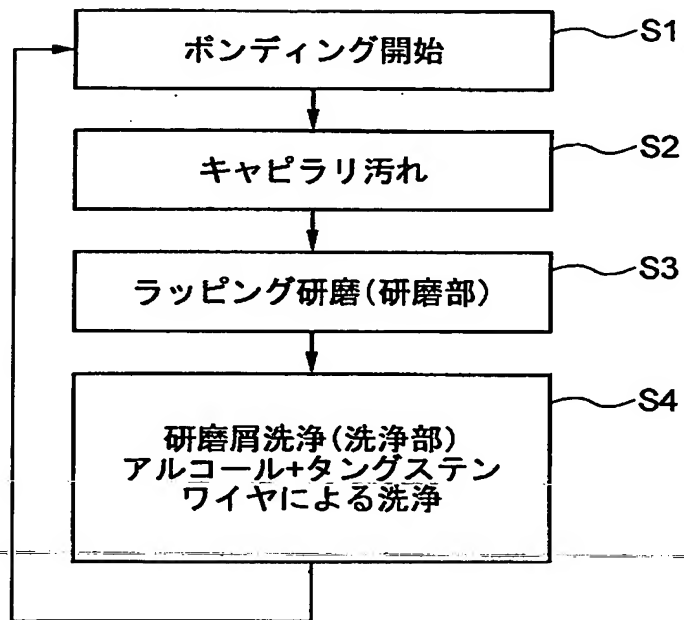 ボンディング開始
S1
キャピラリ汚れ
S2
ラッピング研磨(研磨部)
S3
研磨屑洗浄(洗浄部)
アルコール+タングステン
ワイヤによる洗浄
S4